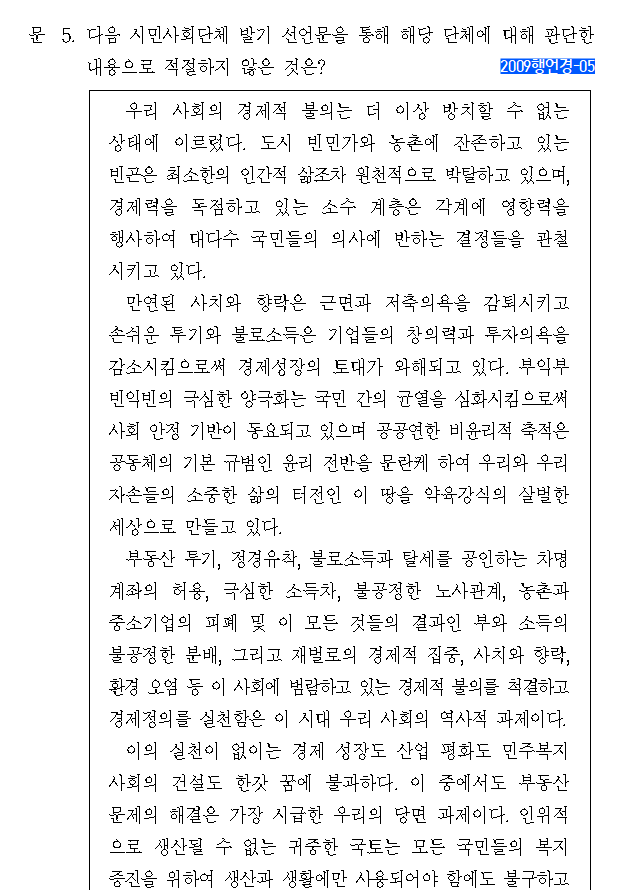 문 5. 다음 시민사회단체 발기 선언문을 통해 해당 단체에 대해 판단한
내용으로 적절하지 않은 것은?
2009행언경-05
우리 사회의 경제적 불의는 더 이상 방치할 수 없는
상태에 이르렀다. 도시 빈민가와 농촌에 잔존하고 있는
빈곤은 최소한의 인간적 삶조차 원천적으로 박탈하고 있으며,
경제력을 독점하고 있는 소수 계층은 각계에 영향력을
행사하여 대다수 국민들의 의사에 반하는 결정들을 관철
시키고 있다.
만연된 사치와 향락은 근면과 저축의욕을 감퇴시키고
손쉬운 투기와 불로소득은 기업들의 창의력과 투자의욕을
감소시킴으로써 경제성장의 토대가 와해되고 있다. 부익부
빈익빈의 극심한 양극화는 국민 간의 균열을 심화시킴으로써
사회 안정 기반이 동요되고 있으며 공공연한 비윤리적 축적은
공동체의 기본 규범인 윤리 전반을 문란케 하여 우리와 우리
자손들의 소중한 삶의 터전인 이 땅을 약육강식의 살벌한
세상으로 만들고 있다.
부동산 투기, 정경유착, 불로소득과 탈세를 공인하는 차명
계좌의 허용, 극심한 소득차, 불공정한 노사관계, 농촌과
중소기업의 피폐 및 이 모든 것들의 결과인 부와 소득의
불공정한 분배, 그리고 재벌로의 경제적 집중, 사치와 향락,
환경 오염 등 이 사회에 범람하고 있는 경제적 불의를 척결하고
경제정의를 실천함은 이 시대 우리 사회의 역사적 과제이다.
이의 실천이 없이는 경제 성장도 산업 평화도 민주복지
사회의 건설도 한갓 꿈에 불과하다. 이 중에서도 부동산
문제의 해결은 가장 시급한 우리의 당면 과제이다. 인위적
으로 생산될 수 없는 귀중한 국토는 모든 국민들의 복지
증진을 위하여 생산과 생활에만 사용되어야 함에도 불구하고